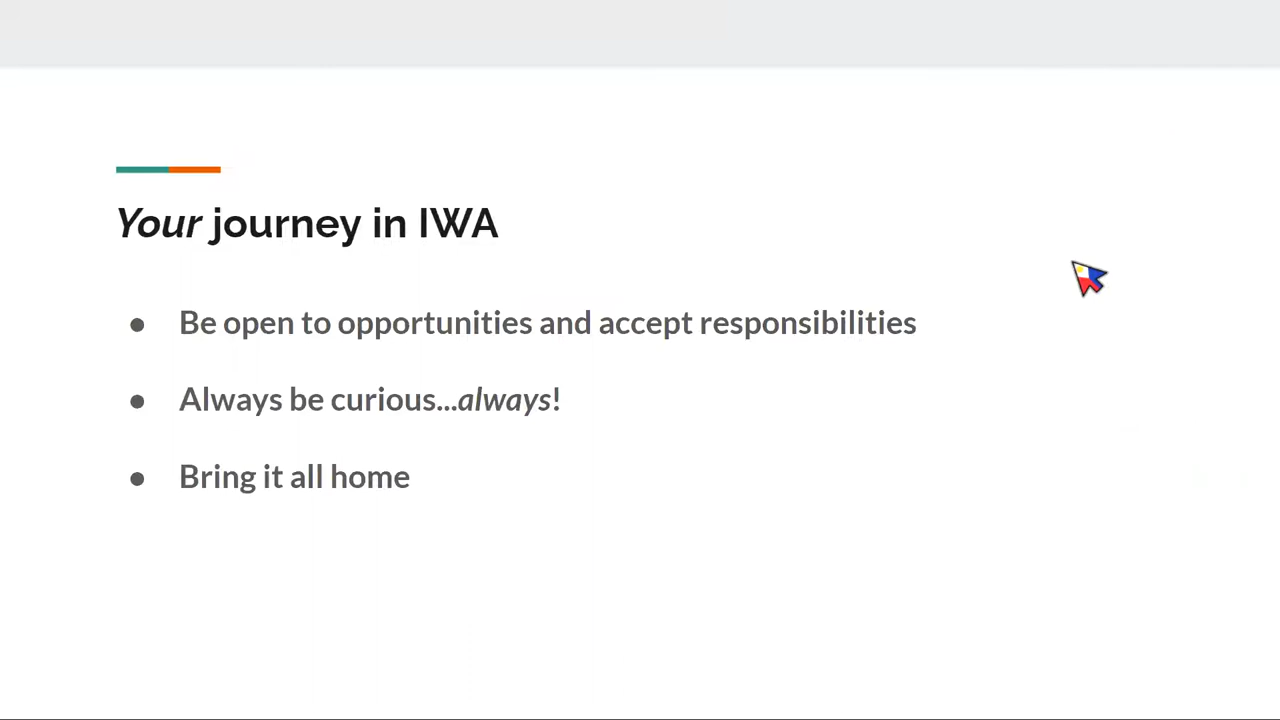 Your journey in IWA
● Be open to opportunities and accept responsibilities
● Always be curious...always!
● Bring it all home